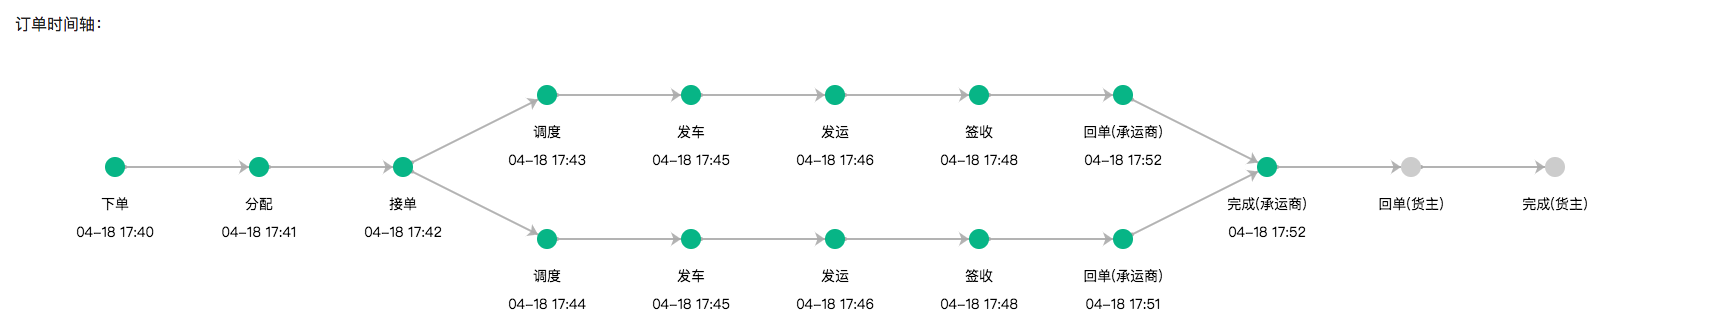 订单时间轴：
调度 发车 发运 签收 回单(承运商)
04-18 17:43 04-18 17:45 04-18 17:46 04-18 17:48 04-18 17:52
下单 分配 接单 完成(承运商) 回单(货主) 完成(货主)
04-18 17:40 04-18 17:41 04-18 17:42 04-18 17:52
调度 发车 发运 签收 回单(承运商)
04-18 17:44 04-18 17:45 04-18 17:46 04-18 17:48 04-18 17:51